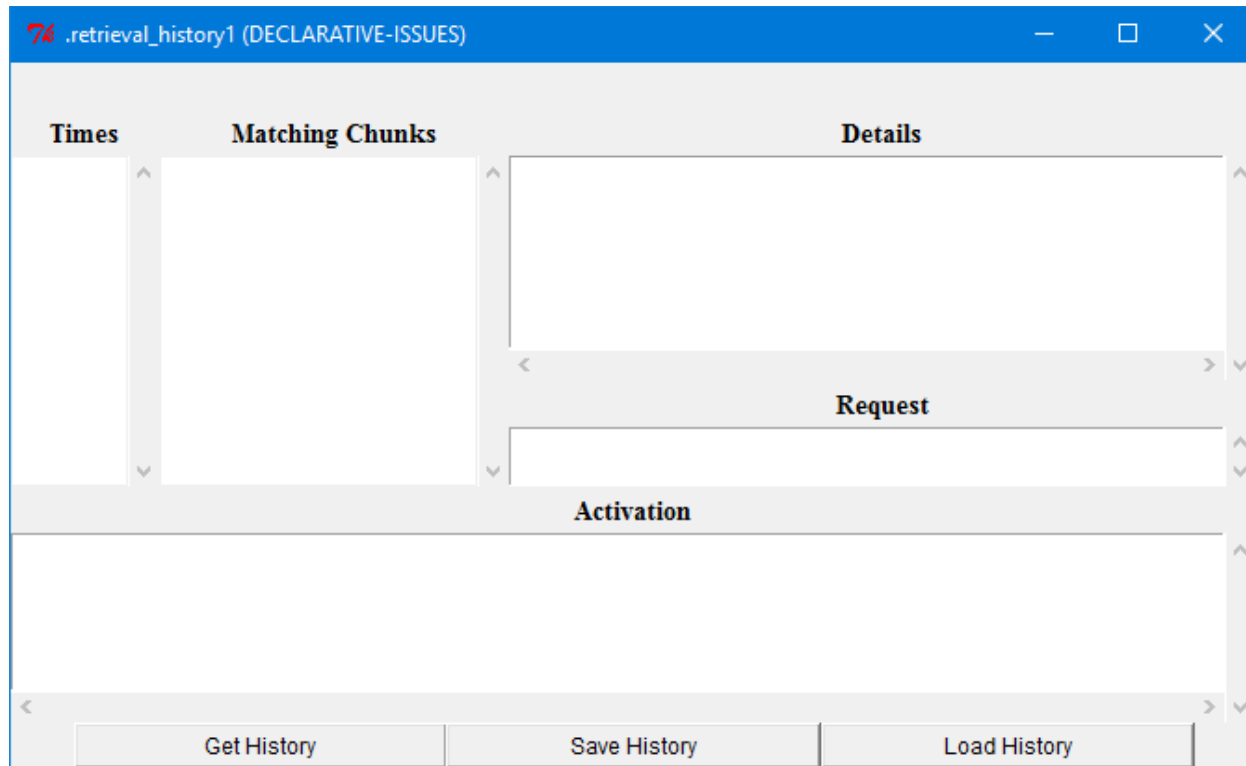 .retrieval_history1 (DECLARATIVE-ISSUES)
Times Matching Chunks Details
Request
Activation
Get History Save History Load History